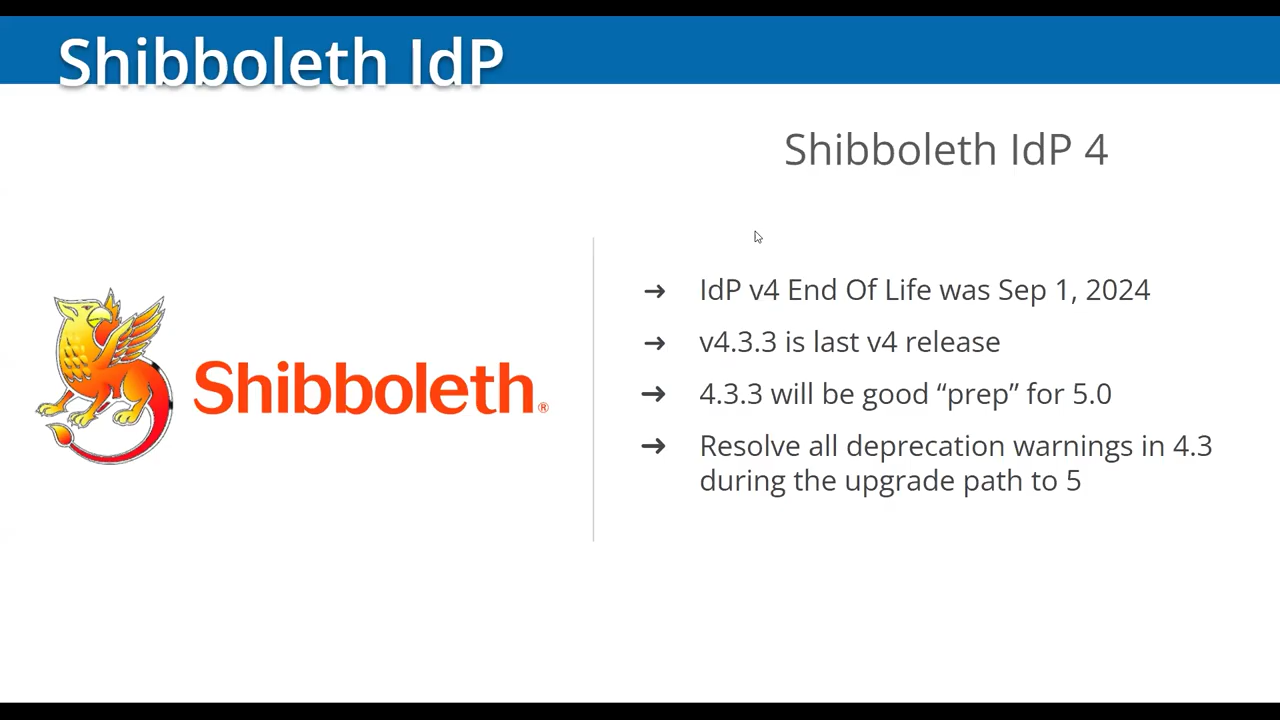 Shibboleth IdP
Shibboleth IdP 4
Shibboleth®
→ IdP v4 End Of Life was Sep 1, 2024
→ v4.3.3 is last v4 release
→ 4.3.3 will be good “prep” for 5.0
→ Resolve all deprecation warnings in 4.3
during the upgrade path to 5